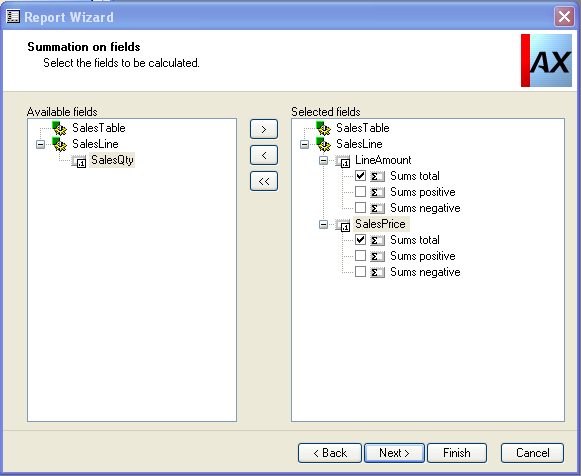 Report Wizard
Summation on fields
Select the fields to be calculated.
AX
Available fields
SalesTable
SalesLine
SalesQty
>
<
<<
Selected fields
SalesTable
SalesLine
LineAmount
Sums total
Sums positive
Sums negative
SalesPrice
Sums total
Sums positive
Sums negative
< Back
Next >
Finish
Cancel